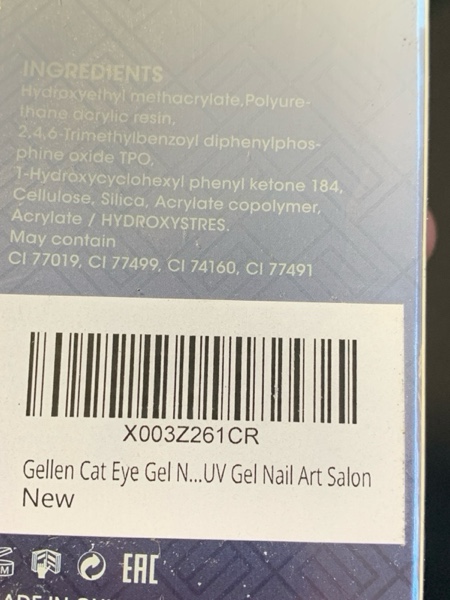 INGREDIENTS
Hydroxyethyl methacrylate,Polyure-
thane acrylic resin,
2,4,6-Trimethylbenzoyl diphenylphos-
phine oxide TPO,
T-Hydroxycyclohexyl phenyl ketone 184,
Cellulose, Silica, Acrylate copolymer,
Acrylate / HYDROXYSTRES.
May contain
CI 77019, CI 77499, CI 74160, CI 77491
X003Z261CR
Gellen Cat Eye Gel N...UV Gel Nail Art Salon
New
M
EAC
MADE IN